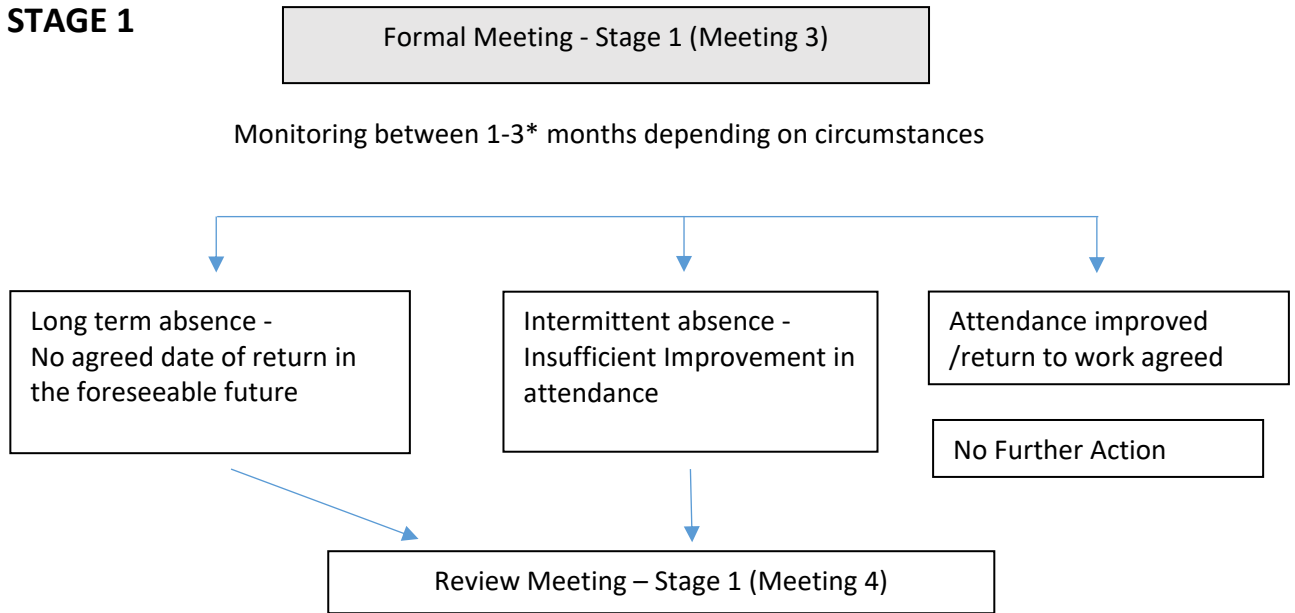 STAGE 1
Formal Meeting - Stage 1 (Meeting 3)
Monitoring between 1-3* months depending on circumstances
Long term absence -
No agreed date of return in
the foreseeable future
Intermittent absence -
Insufficient Improvement in
attendance
Attendance improved
/return to work agreed
No Further Action
Review Meeting – Stage 1 (Meeting 4)